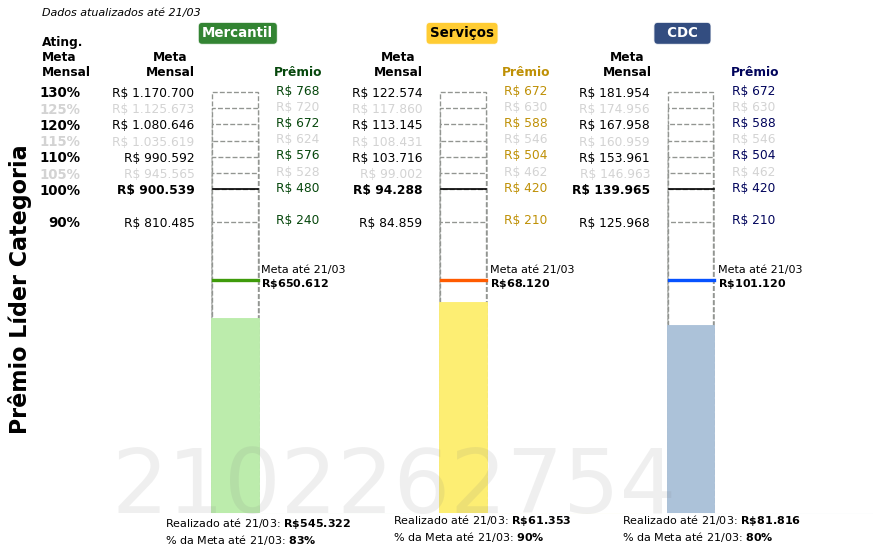 Dados atualizados até 21/03
Mercantil Serviços CDC
Ating. Meta Mensal
Meta Mensal Prêmio Meta Mensal Prêmio Meta Mensal Prêmio
130% R$ 1.170.700 R$ 768 R$ 122.574 R$ 672 R$ 181.954 R$ 672
125% R$ 1.125.673 R$ 720 R$ 117.860 R$ 630 R$ 174.956 R$ 630
120% R$ 1.080.646 R$ 672 R$ 113.145 R$ 588 R$ 167.958 R$ 588
115% R$ 1.035.619 R$ 624 R$ 108.431 R$ 546 R$ 160.959 R$ 546
110% R$ 990.592 R$ 576 R$ 103.716 R$ 504 R$ 153.961 R$ 504
105% R$ 945.565 R$ 528 R$ 99.002 R$ 462 R$ 146.963 R$ 462
100% R$ 900.539 R$ 480 R$ 94.288 R$ 420 R$ 139.965 R$ 420
90% R$ 810.485 R$ 240 R$ 84.859 R$ 210 R$ 125.968 R$ 210
Prêmio Líder Categoria
Meta até 21/03 Meta até 21/03 Meta até 21/03
R$650.612 R$68.120 R$101.120
2102262754
Realizado até 21/03: R$545.322 Realizado até 21/03: R$61.353 Realizado até 21/03: R$81.816
% da Meta até 21/03: 83% % da Meta até 21/03: 90% % da Meta até 21/03: 80%